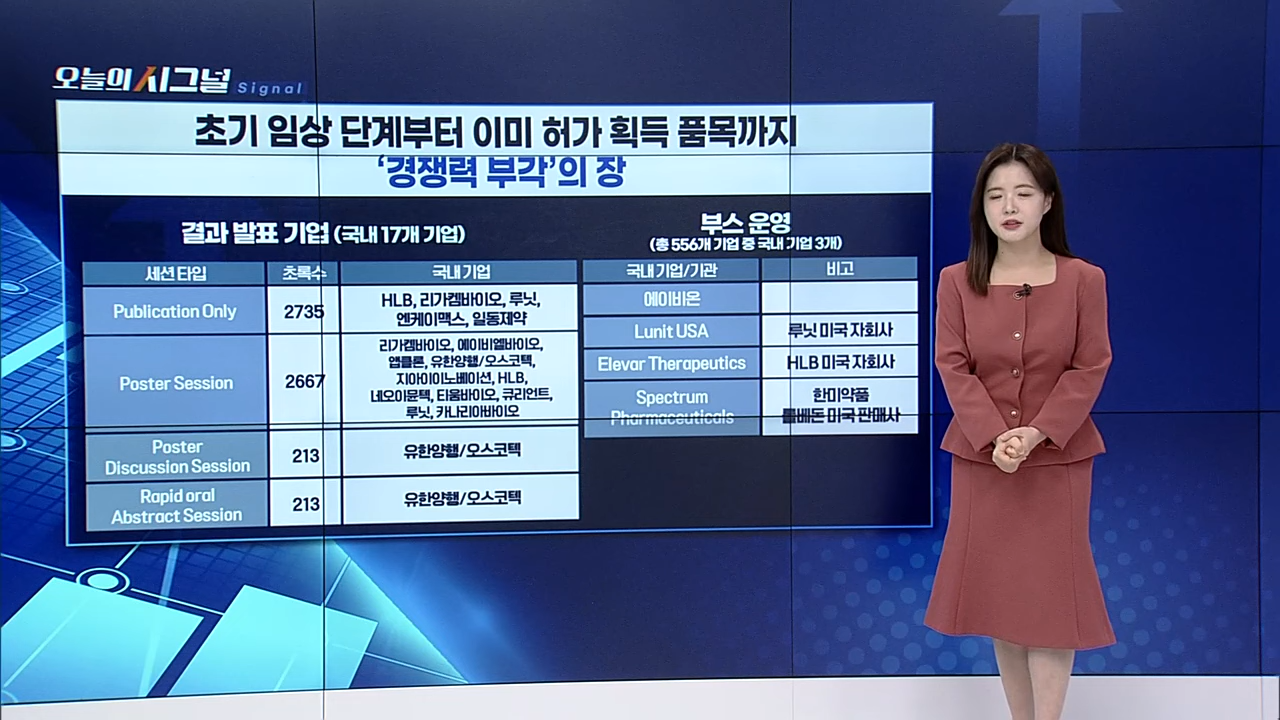 오늘의 시그널 Signal
초기 임상 단계부터 이미 허가 획득 품목까지
‘경쟁력 부각’의 장
결과 발표 기업 (국내 17개 기업)
세션 타입 초록수 국내 기업
Publication Only 2735 HLB, 리가켐바이오, 루닛,
엔케이맥스, 일동제약
Poster Session 2667 리가켐바이오, 에이비엘바이오,
앱클론, 유한양행/오스코텍,
지아이이노베이션, HLB,
네오이뮨텍, 티움바이오, 큐리언트,
루닛, 카나리아바이오
Poster
Discussion Session 213 유한양행/오스코텍
Rapid oral
Abstract Session 213 유한양행/오스코텍
부스 운영
(총 556개 기업 중 국내 기업 3개)
국내 기업/기관 비고
에이비온
Lunit USA 루닛 미국 자회사
Elevar Therapeutics HLB 미국 자회사
Spectrum
Pharmaceuticals 한미약품
롤베돈 미국 판매사